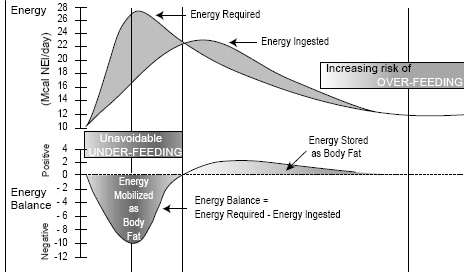 Energy
(Mcal NEl/day)
28
26
24
22
20
18
16
14
12
10
Energy Required
Energy Ingested
Increasing risk of
OVER-FEEDING
Unavoidable
UNDER-FEEDING
Positive
4
2
0
Energy
Balance
Negative
-2
-4
-6
-8
-10
-12
Energy
Mobilized
as
Body
Fat
Energy Stored
as Body Fat
Energy Balance =
Energy Required - Energy Ingested